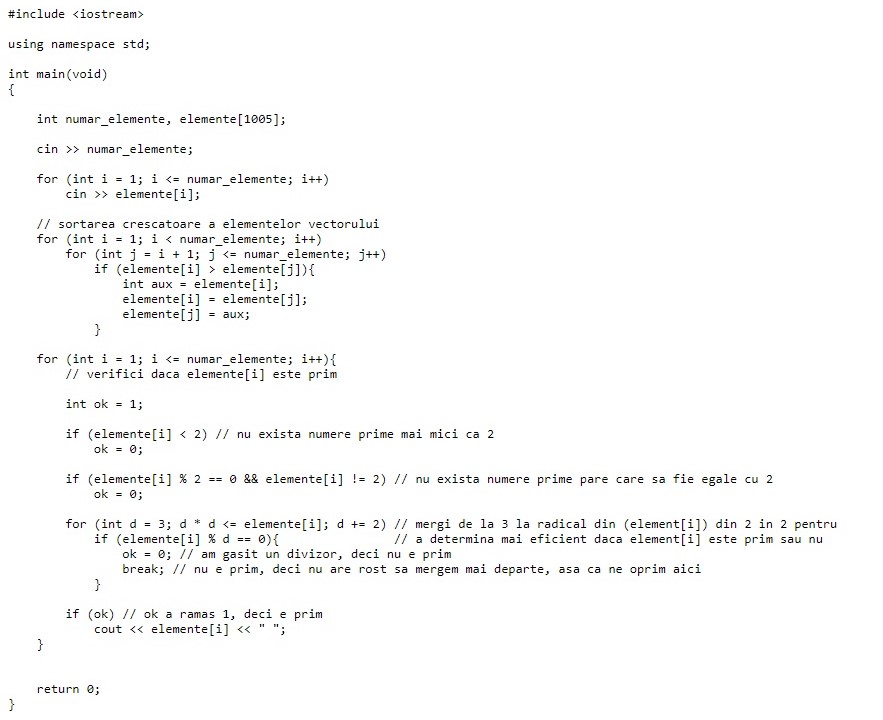 #include <iostream>
using namespace std;
int main(void)
{
int numar_elemente, elemente[1005];
cin >> numar_elemente;
for (int i = 1; i <= numar_elemente; i++)
cin >> elemente[i];
// sortarea crescatoare a elementelor vectorului
for (int i = 1; i < numar_elemente; i++)
for (int j = i + 1; j <= numar_elemente; j++)
if (elemente[i] > elemente[j]){
int aux = elemente[i];
elemente[i] = elemente[j];
elemente[j] = aux;
}
for (int i = 1; i <= numar_elemente; i++){
// verifici daca elemente[i] este prim
int ok = 1;
if (elemente[i] < 2) // nu exista numere prime mai mici ca 2
ok = 0;
if (elemente[i] % 2 == 0 && elemente[i] != 2) // nu exista numere prime pare care sa fie egale cu 2
ok = 0;
for (int d = 3; d * d <= elemente[i]; d += 2) // mergi de la 3 la radical din (element[i]) din 2 in 2 pentru
if (elemente[i] % d == 0){ // a determina mai eficient daca element[i] este prim sau nu
ok = 0; // am gasit un divizor, deci nu e prim
break; // nu e prim, deci nu are rost sa mergem mai departe, asa ca ne oprim aici
}
if (ok) // ok a ramas 1, deci e prim
cout << elemente[i] << " ";
}
return 0;
}